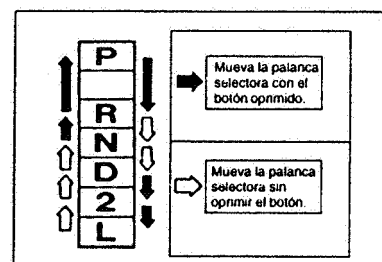 P
R
N
D
2
L
Mueva la palanca
selectora con el
botón oprimido.
Mueva la palanca
selectora sin
oprimir el botón.